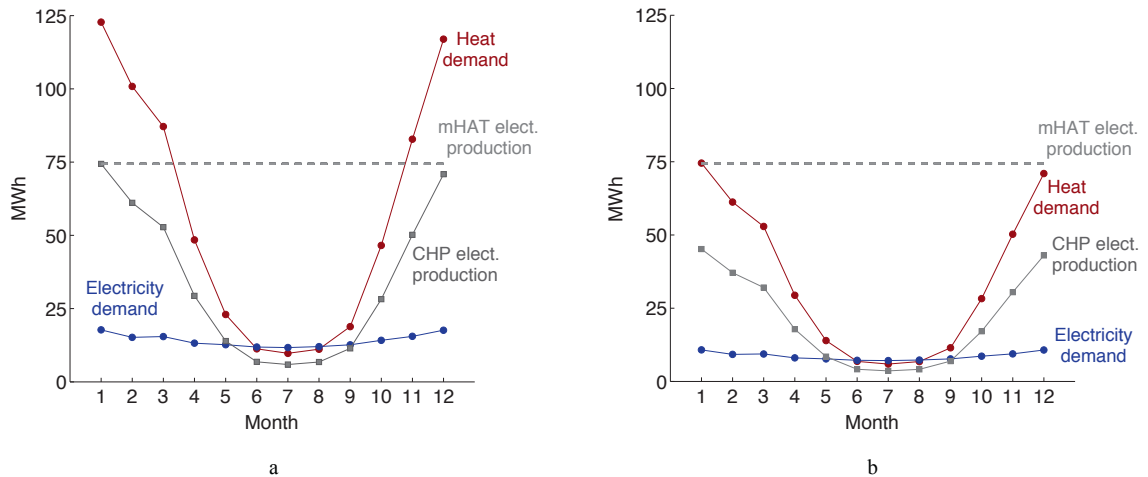 125
100
75
50
25
0
MWh
Heat
demand
mHAT elect.
production
CHP elect.
production
Electricity
demand
1 2 3 4 5 6 7 8 9 10 11 12
Month
a
125
100
75
50
25
0
MWh
mHAT elect.
production
Heat
demand
CHP elect.
production
Electricity
demand
1 2 3 4 5 6 7 8 9 10 11 12
Month
b